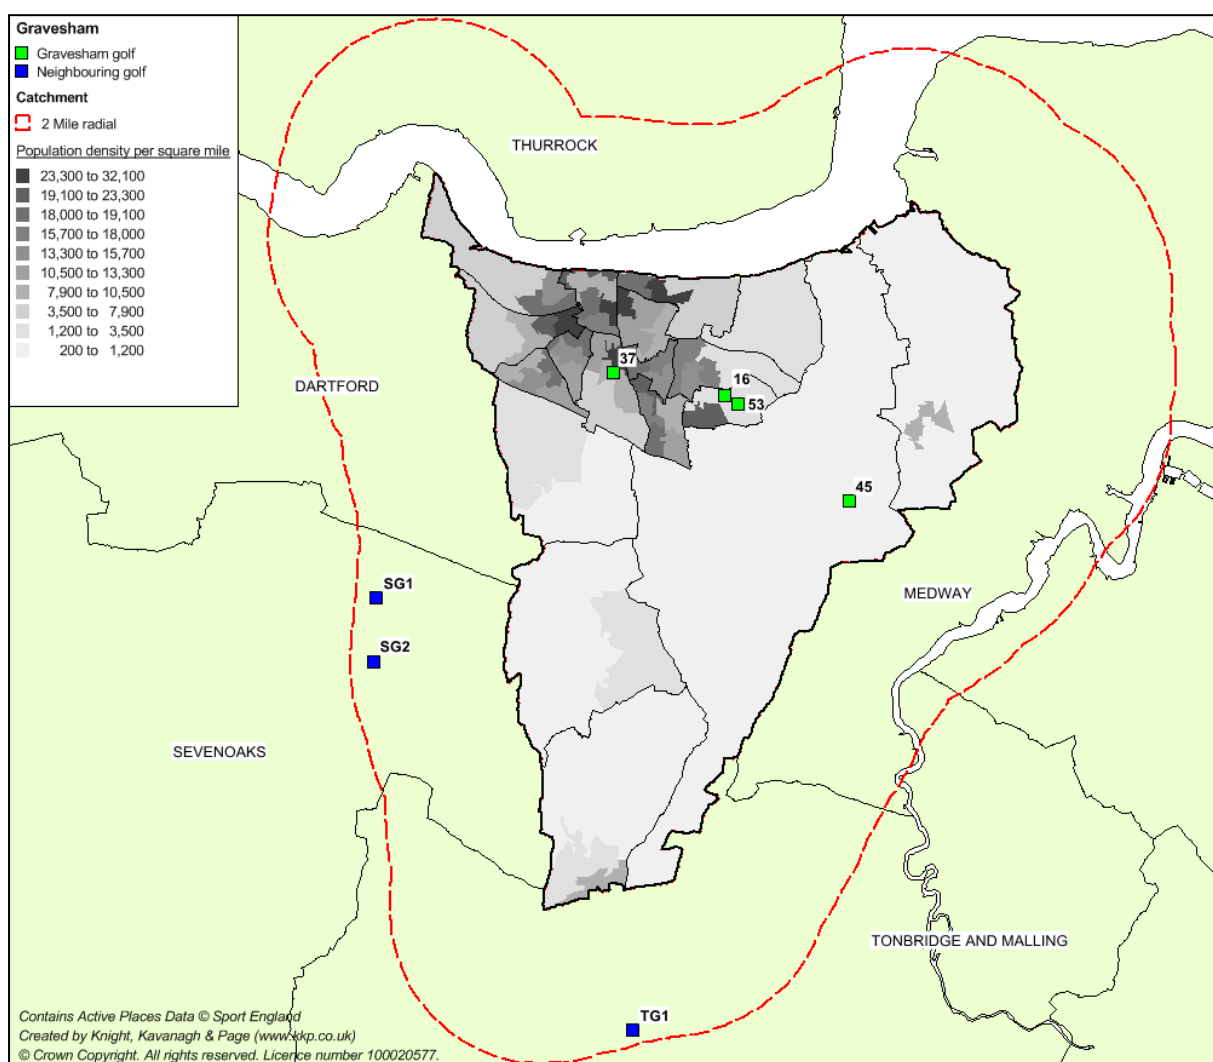 Gravesham
Gravesham golf
Neighbouring golf
Catchment
2 Mile radial
Population density per square mile
23,300 to 32,100
19,100 to 23,300
18,000 to 19,100
15,700 to 18,000
13,300 to 15,700
10,500 to 13,300
7,900 to 10,500
3,500 to 7,900
1,200 to 3,500
200 to 1,200
THURROCK
DARTFORD
37
16
53
45
SG1
MEDWAY
SG2
SEVENOAKS
TONBRIDGE AND MALLING
TG1
Contains Active Places Data © Sport England
Created by Knight, Kavanagh & Page (www.kkp.co.uk)
© Crown Copyright. All rights reserved. Licence number 100020577.